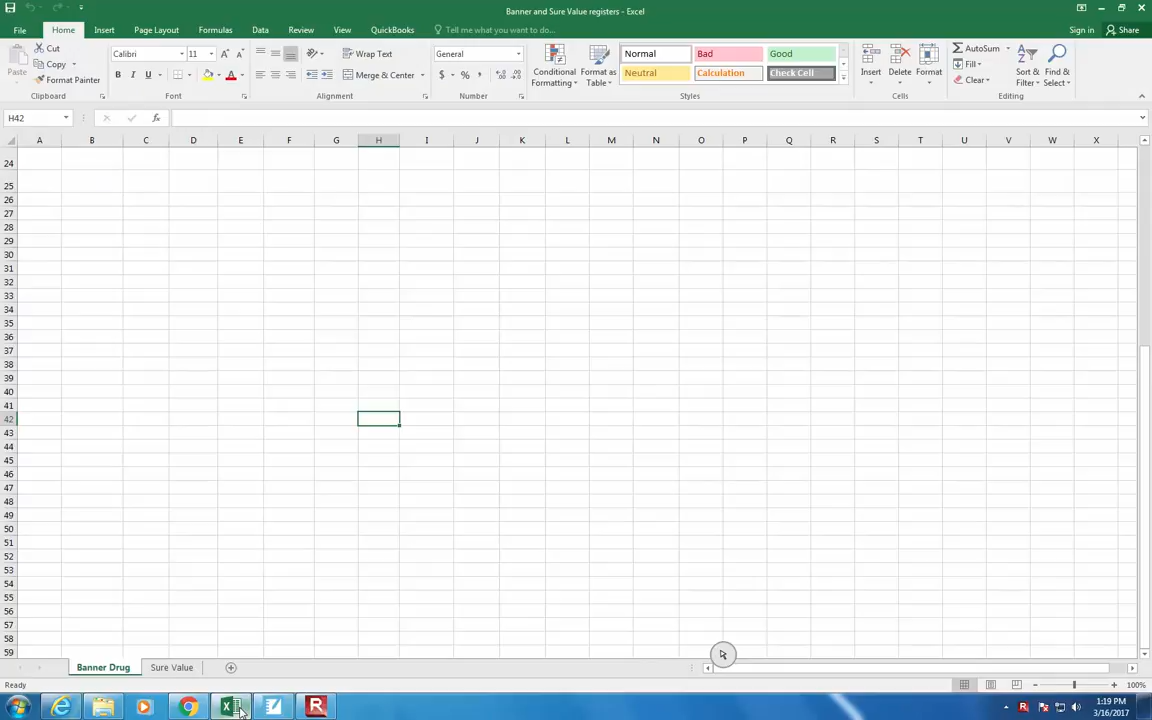 Banner and Sure Value registers - Excel
File Home Insert Page Layout Formulas Data Review View QuickBooks Tell me what you want to do... Sign in Share
Cut
Copy
Format Painter
Paste
Clipboard
Calibri 11
B I U
Font
Wrap Text
Merge & Center
Alignment
General
$ % ,
Number
Conditional Formatting
Format as Table
Normal Bad Good
Neutral Calculation Check Cell
Styles
Insert Delete Format
Cells
AutoSum
Fill
Clear
Sort & Filter
Find & Select
Editing
H42 fx
A B C D E F G H I J K L M N O P Q R S T U V W X
24
25
26
27
28
29
30
31
32
33
34
35
36
37
38
39
40
41
42
43
44
45
46
47
48
49
50
51
52
53
54
55
56
57
58
59
Banner Drug Sure Value
Ready 100%
1:19 PM
3/16/2017